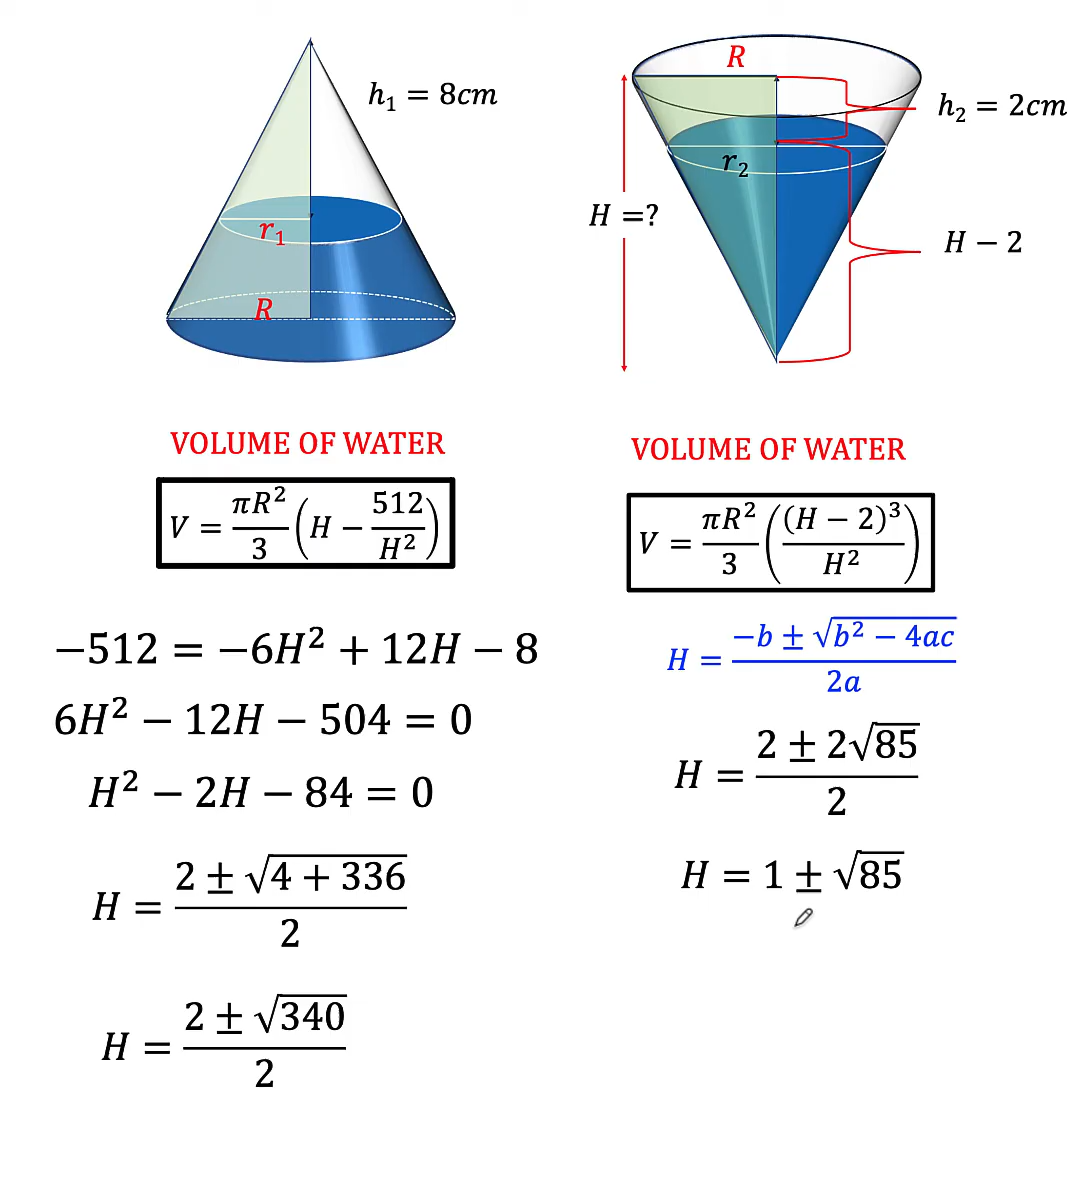 h₁ = 8cm
r₁
R
R
h₂ = 2cm
r₂
H =?
H − 2
VOLUME OF WATER
V = πR²/3 (H − 512/H²)
−512 = −6H² + 12H − 8
6H² − 12H − 504 = 0
H² − 2H − 84 = 0
H = (2 ± √(4 + 336))/2
H = (2 ± √340)/2
VOLUME OF WATER
V = πR²/3 ((H − 2)³/H²)
H = (−b ± √(b² − 4ac))/2a
H = (2 ± 2√85)/2
H = 1 ± √85